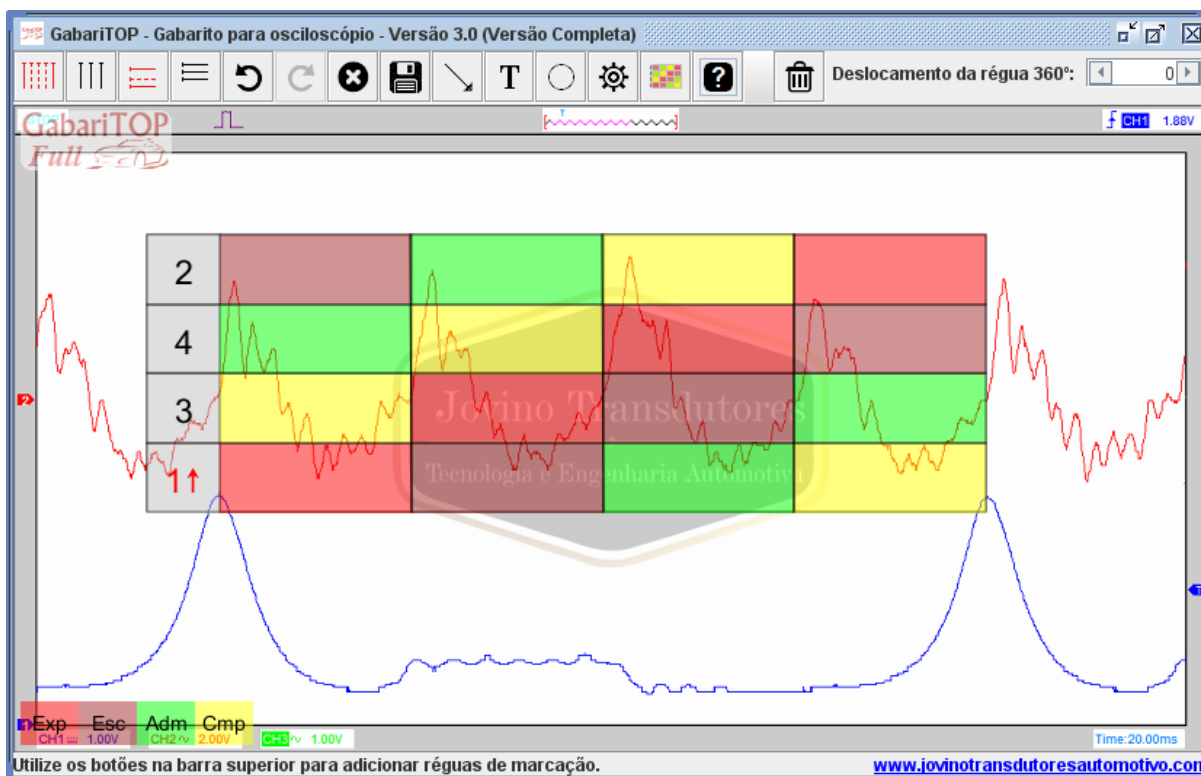 GabariTOP - Gabarito para osciloscópio - Versão 3.0 (Versão Completa)
T
?
Deslocamento da régua 360º:
0
GabariTOP
Full
T
CH1 1.88V
2
4
3
1↑
2
Jovino Transdutores
Tecnologia e Engenharia Automotiva
T
1
Exp Esc Adm Cmp
CH1 1.00V CH2 2.00V CH3 1.00V
Time:20.00ms
Utilize os botões na barra superior para adicionar réguas de marcação.
www.jovinotransdutoresautomotivo.com